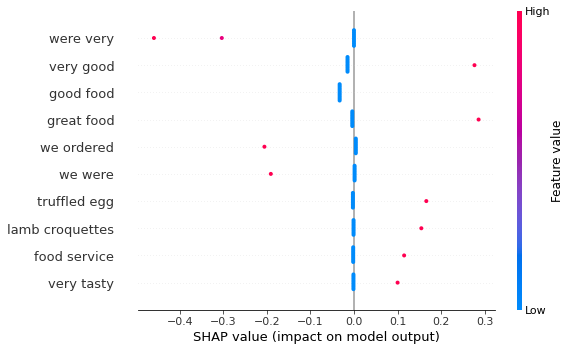 High
were very
very good
good food
great food
we ordered
we were
truffled egg
lamb croquettes
food service
very tasty
Feature value
Low
−0.4 −0.3 −0.2 −0.1 0.0 0.1 0.2 0.3
SHAP value (impact on model output)